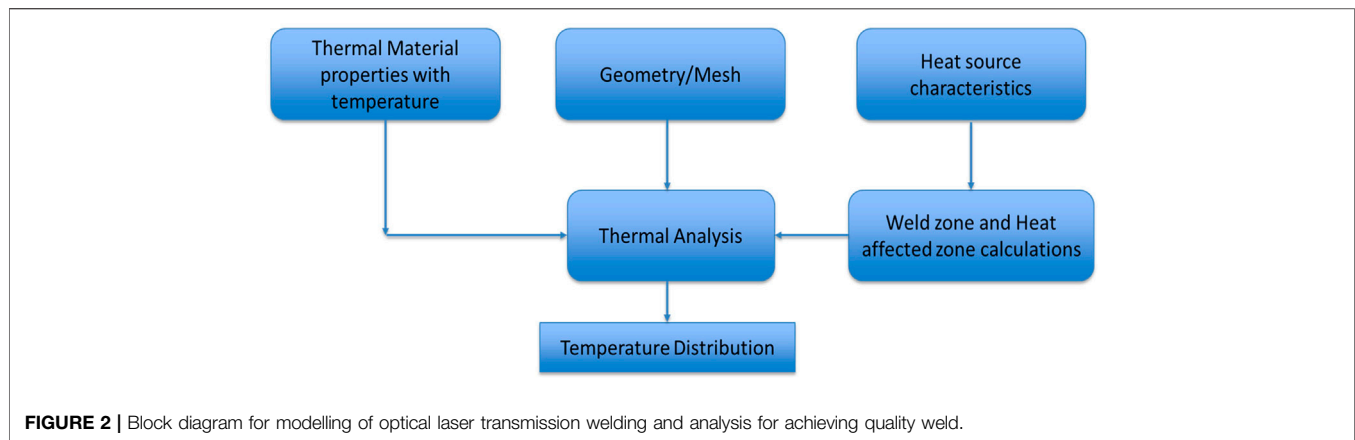 Thermal Material
properties with
temperature
Geometry/Mesh
Heat source
characteristics
Thermal Analysis
Weld zone and Heat
affected zone calculations
Temperature Distribution
FIGURE 2 | Block diagram for modelling of optical laser transmission welding and analysis for achieving quality weld.